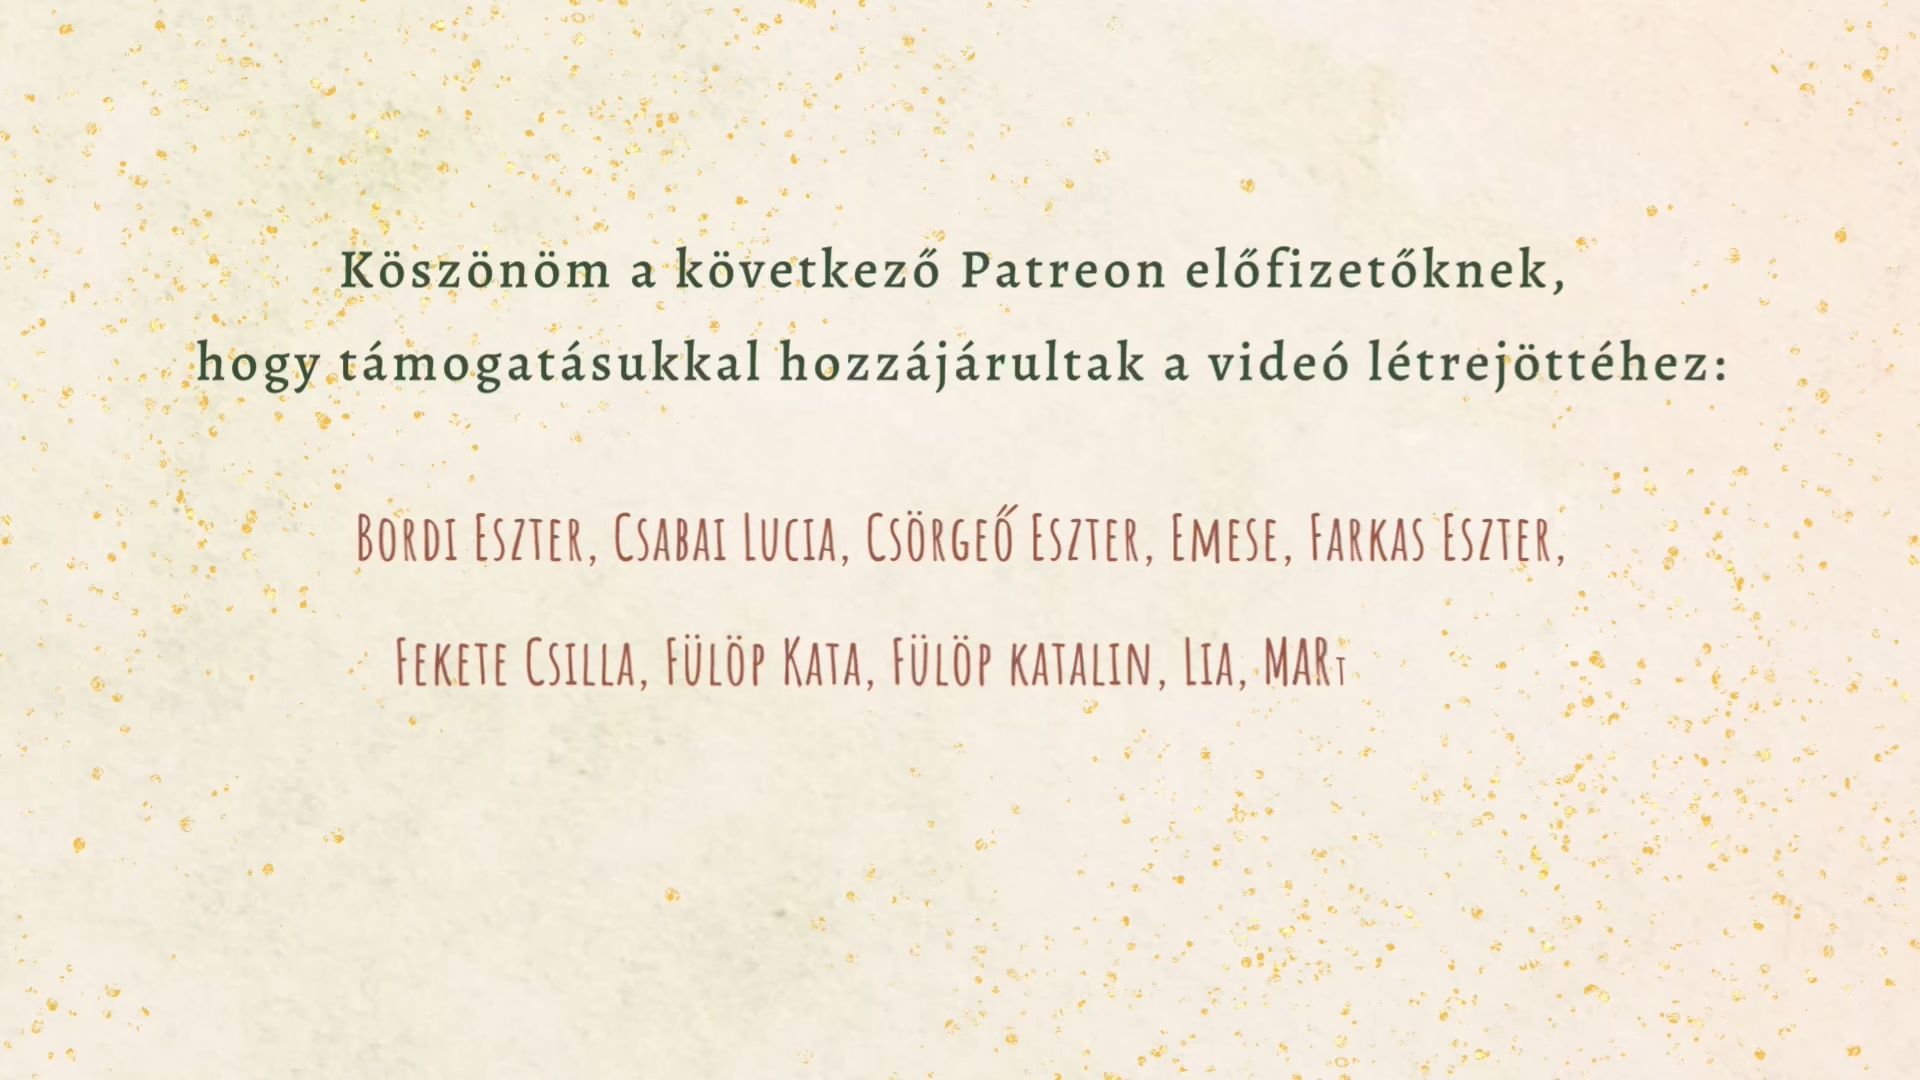 Köszönöm a következő Patreon előfizetőknek,
hogy támogatásukkal hozzájárultak a videó létrejöttéhez:
Bordi Eszter, Csabai Lucia, Csörgeő Eszter, Emese, Farkas Eszter,
Fekete Csilla, Fülöp Kata, Fülöp katalin, Lia,